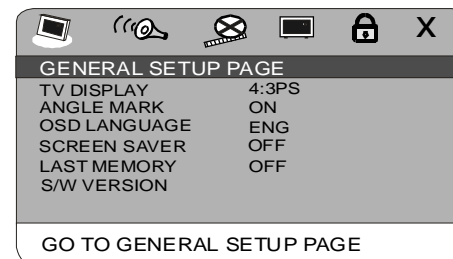 X
GENERAL SETUP PAGE
TV DISPLAY 4:3PS
ANGLE MARK ON
OSD LANGUAGE ENG
SCREEN SAVER OFF
LAST MEMORY OFF
S/W VERSION
GO TO GENERAL SETUP PAGE